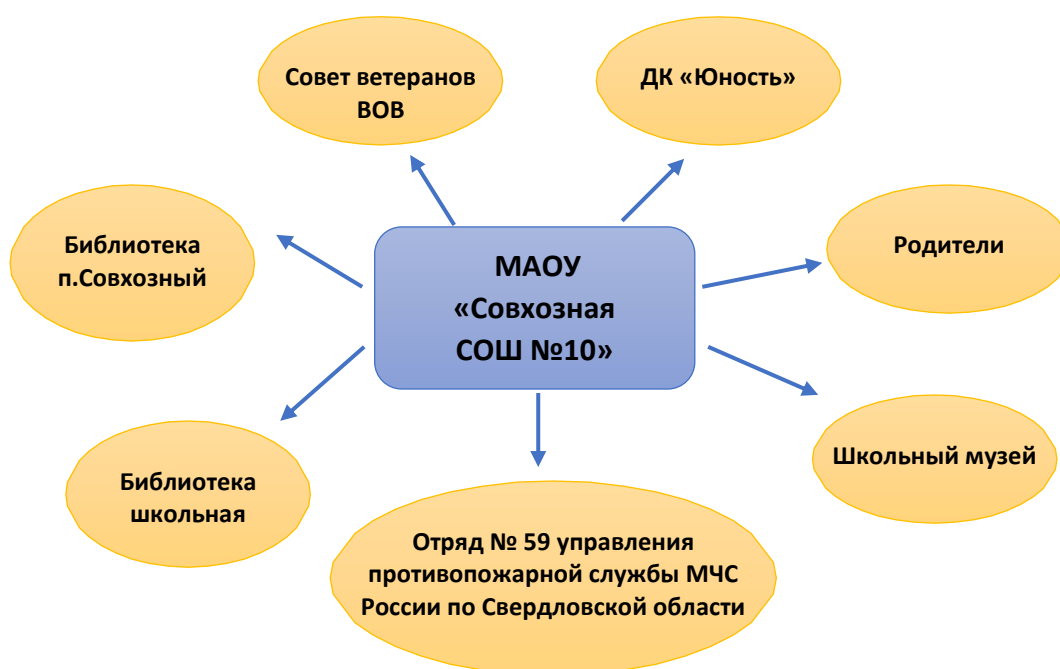 Совет ветеранов
ВОВ
ДК «Юность»
Библиотека
п.Совхозный
МАОУ
«Совхозная
СОШ №10»
Родители
Библиотека
школьная
Школьный музей
Отряд № 59 управления
противопожарной службы МЧС
России по Свердловской области